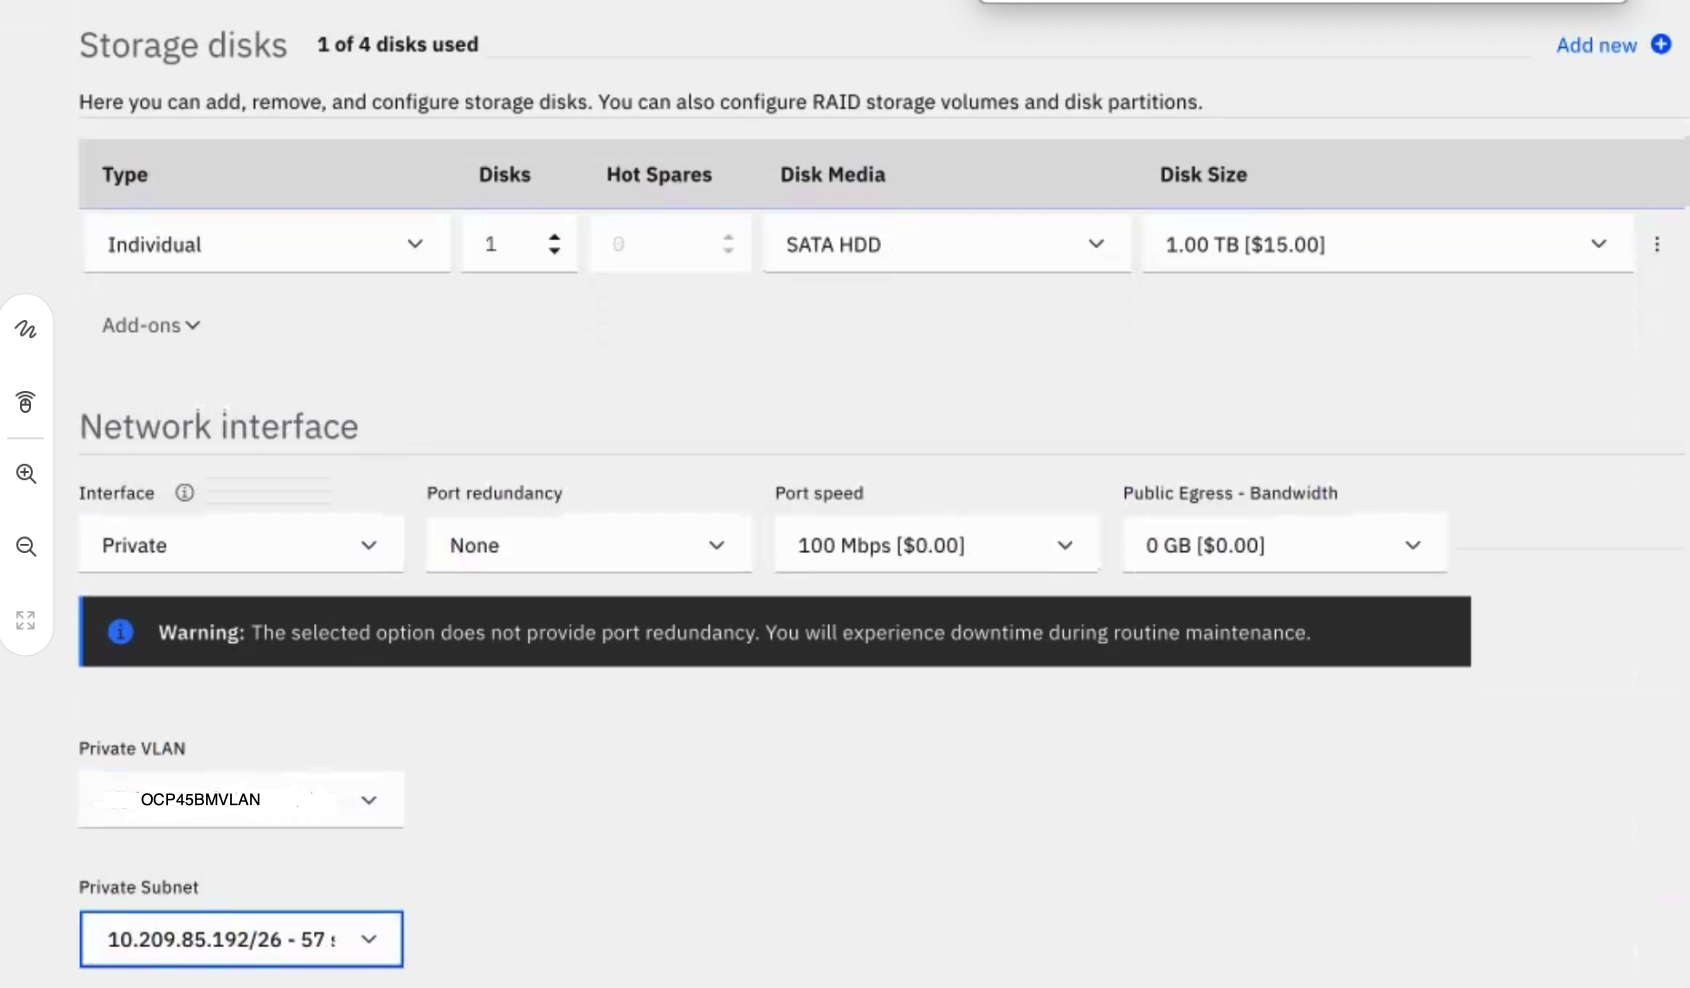 Storage disks 1 of 4 disks used Add new
Here you can add, remove, and configure storage disks. You can also configure RAID storage volumes and disk partitions.
Type Disks Hot Spares Disk Media Disk Size
Individual 1 0 SATA HDD 1.00 TB [$15.00]
Add-ons
Network interface
Interface Port redundancy Port speed Public Egress - Bandwidth
Private None 100 Mbps [$0.00] 0 GB [$0.00]
Warning: The selected option does not provide port redundancy. You will experience downtime during routine maintenance.
Private VLAN
OCP45BMVLAN
Private Subnet
10.209.85.192/26 - 57